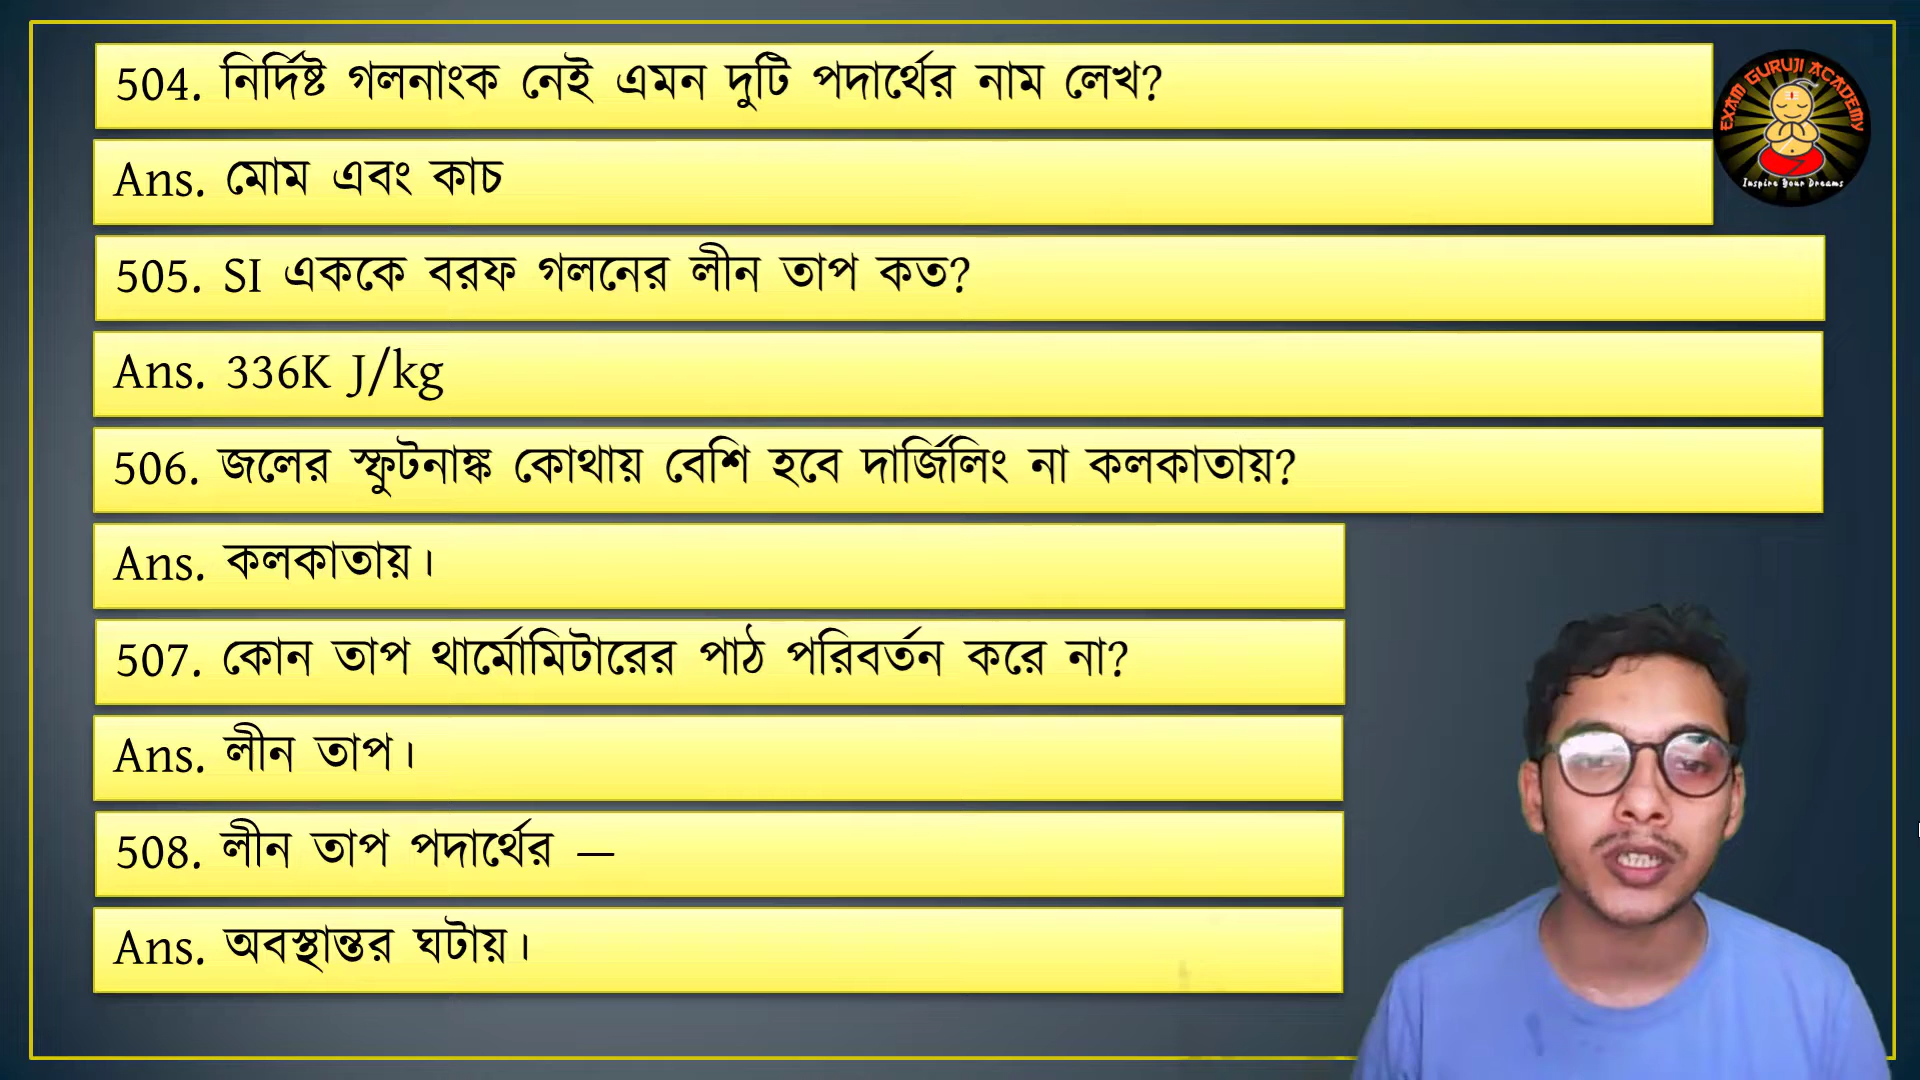 504. নির্দিষ্ট গলনাংক নেই এমন দুটি পদার্থের নাম লেখ?
EXAM GURUJI ACADEMY
Inspire Your Dreams
Ans. মোম এবং কাচ
505. SI এককে বরফ গলনের লীন তাপ কত?
Ans. 336K J/kg
506. জলের স্ফুটনাঙ্ক কোথায় বেশি হবে দার্জিলিং না কলকাতায়?
Ans. কলকাতায়।
507. কোন তাপ থার্মোমিটারের পাঠ পরিবর্তন করে না?
Ans. লীন তাপ।
508. লীন তাপ পদার্থের —
Ans. অবস্থান্তর ঘটায়।